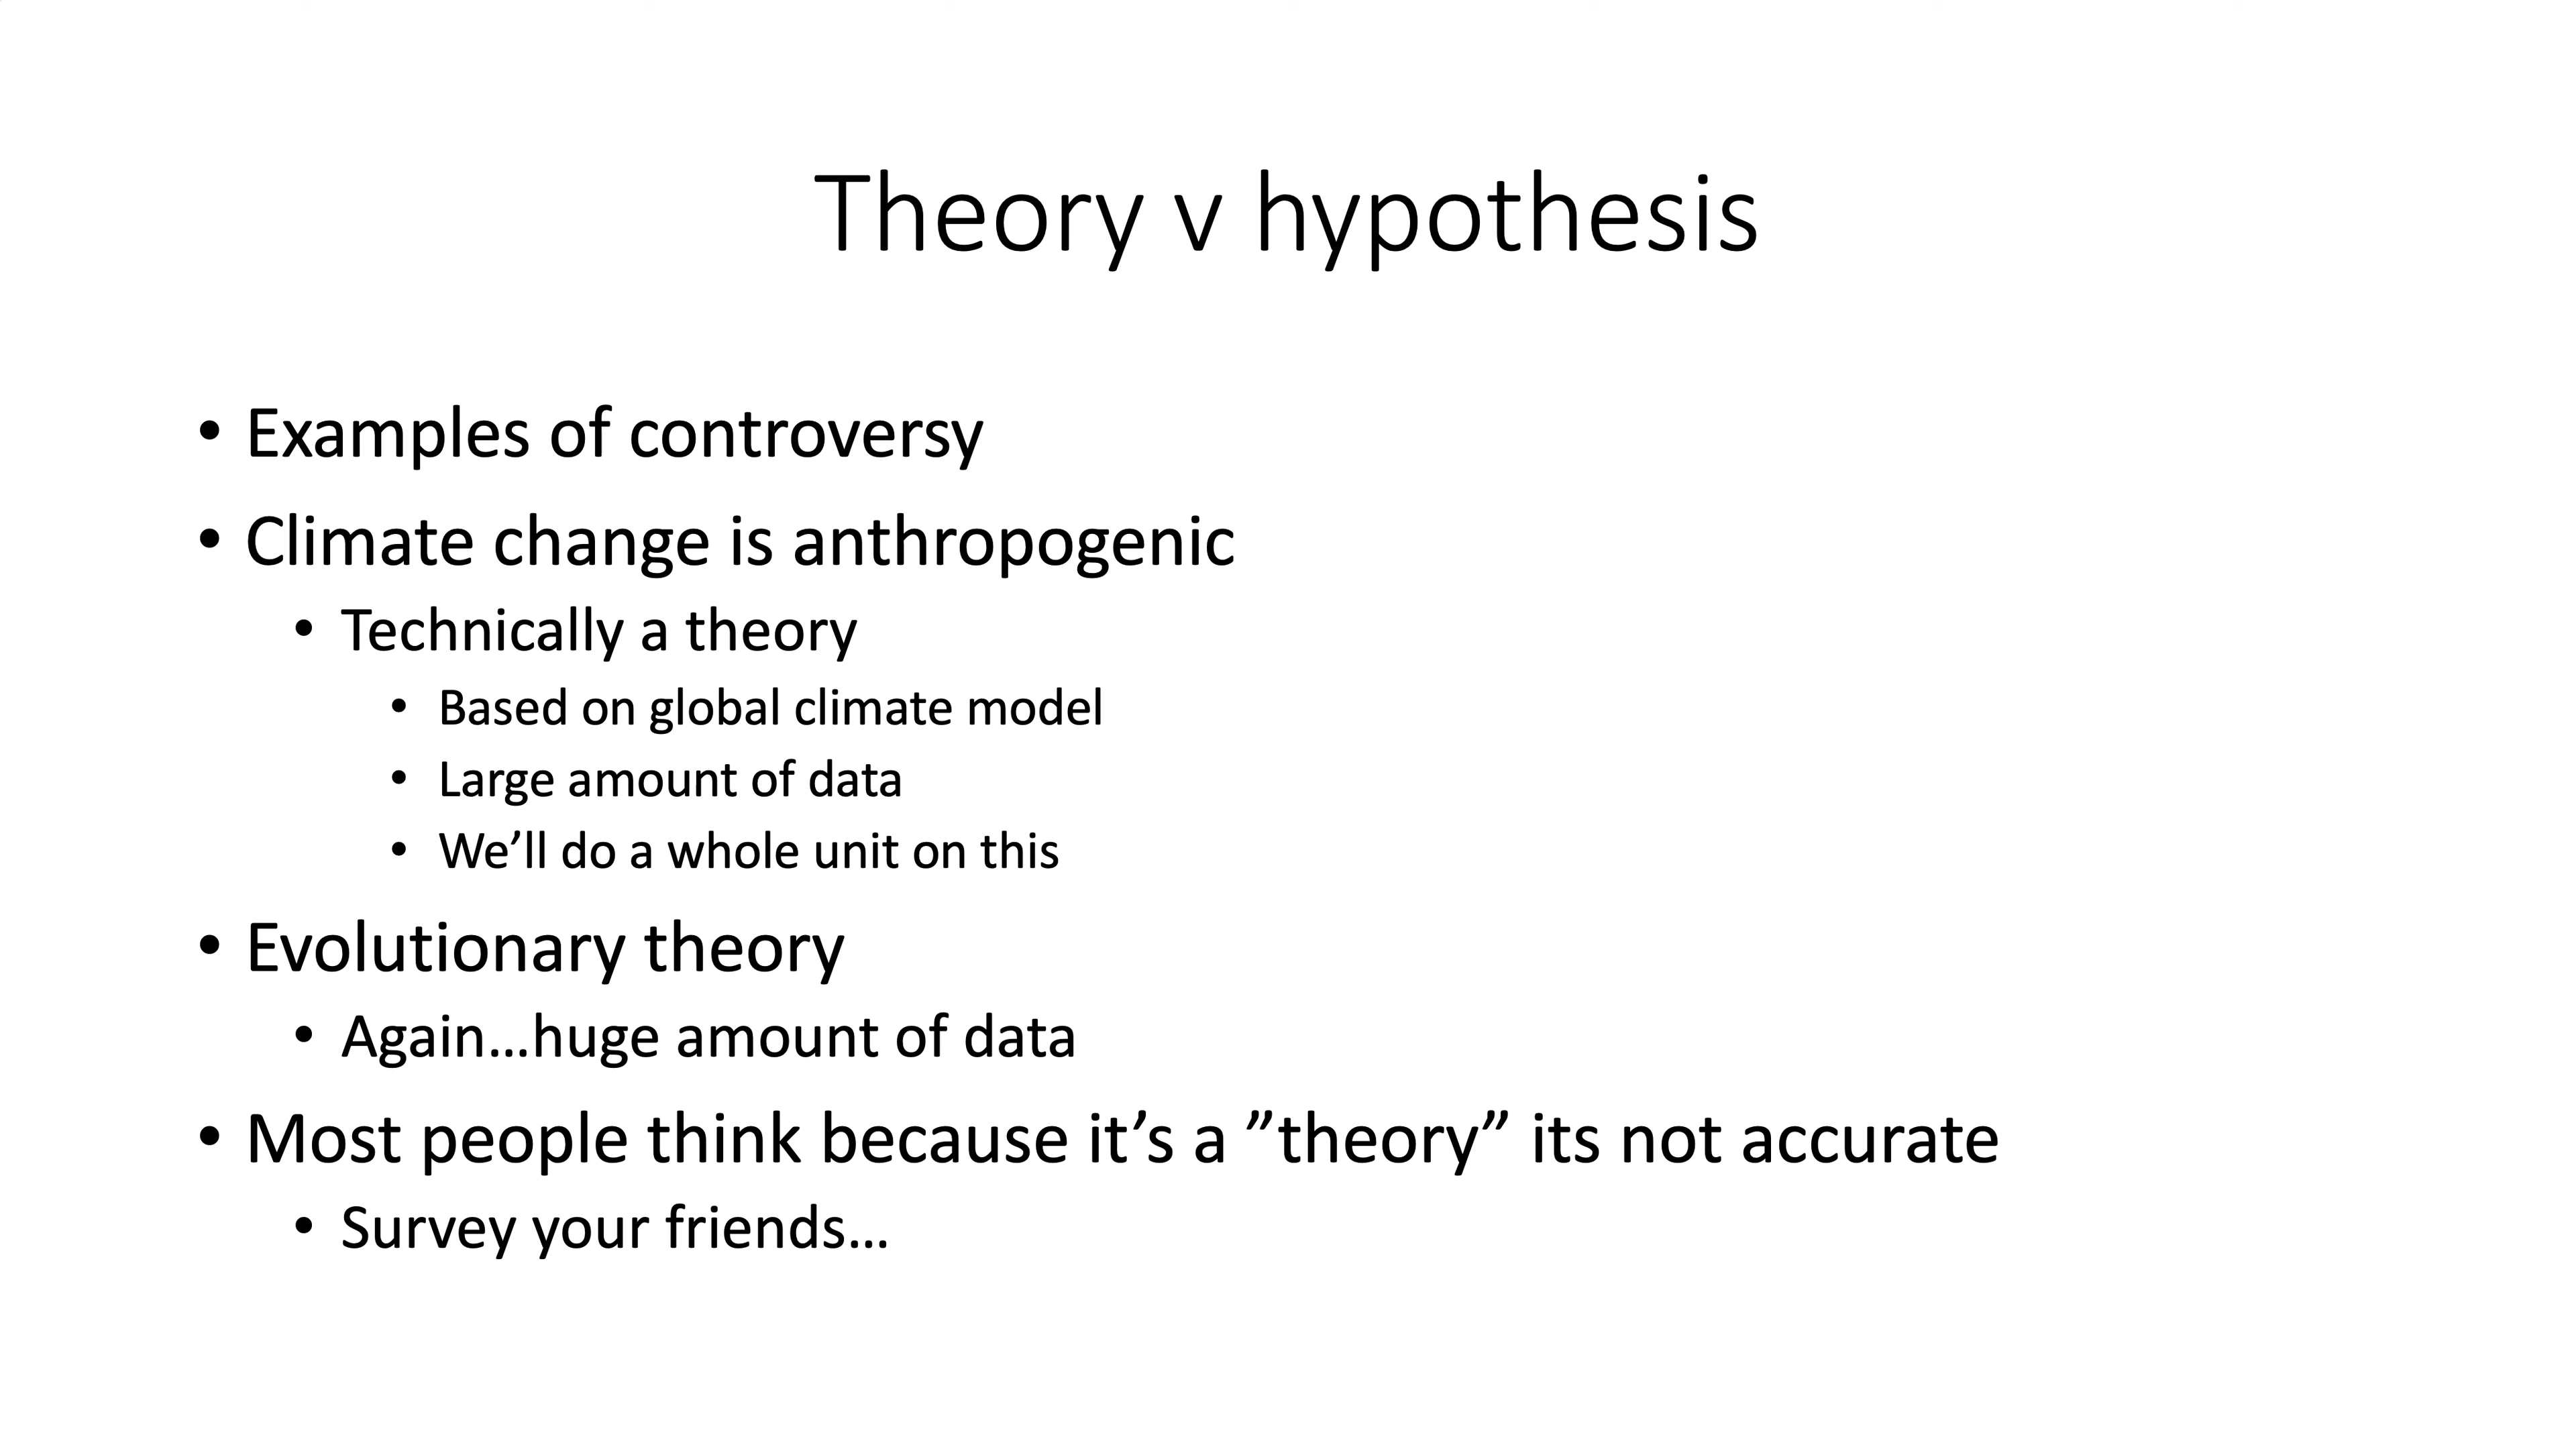 Theory v hypothesis
• Examples of controversy
• Climate change is anthropogenic
• Technically a theory
• Based on global climate model
• Large amount of data
• We’ll do a whole unit on this
• Evolutionary theory
• Again…huge amount of data
• Most people think because it’s a ”theory” its not accurate
• Survey your friends…